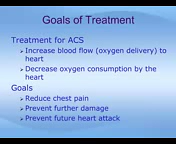 Goals of Treatment
Treatment for ACS
Increase blood flow (oxygen delivery) to
heart
Decrease oxygen consumption by the
heart
Goals
Reduce chest pain
Prevent further damage
Prevent future heart attack